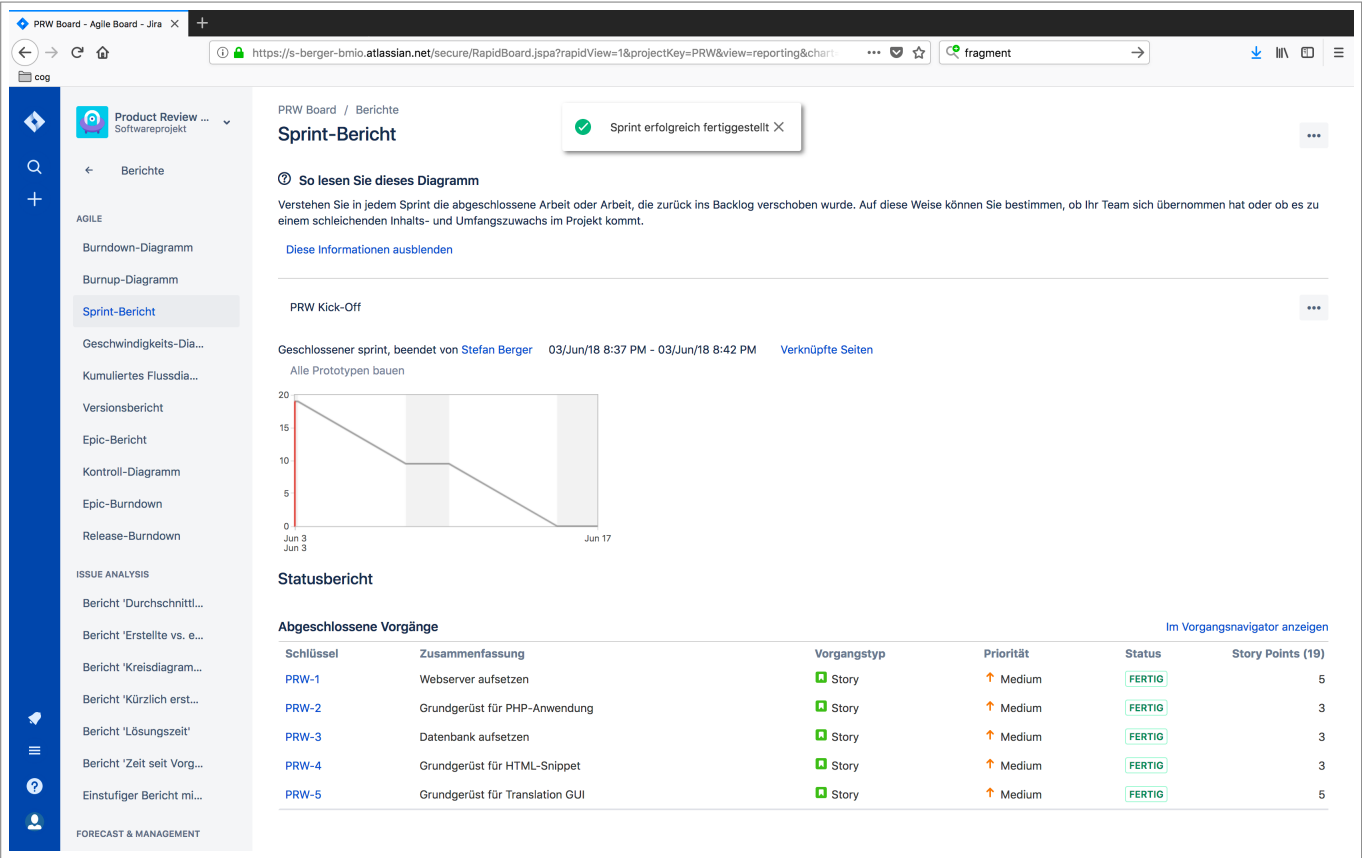 PRW Board - Agile Board - Jira
https://s-berger-bmio.atlassian.net/secure/RapidBoard.jspa?rapidView=1&projectKey=PRW&view=reporting&chart
fragment
cog
Product Review ...
Softwareprojekt
Berichte
AGILE
Burndown-Diagramm
Burnup-Diagramm
Sprint-Bericht
Geschwindigkeits-Dia...
Kumuliertes Flussdia...
Versionsbericht
Epic-Bericht
Kontroll-Diagramm
Epic-Burndown
Release-Burndown
ISSUE ANALYSIS
Bericht 'Durchschnittl...
Bericht 'Erstellte vs. e...
Bericht 'Kreisdiagram...
Bericht 'Kürzlich erst...
Bericht 'Lösungszeit'
Bericht 'Zeit seit Vorg...
Einstufiger Bericht mi...
FORECAST & MANAGEMENT
PRW Board / Berichte
Sprint-Bericht
Sprint erfolgreich fertiggestellt
So lesen Sie dieses Diagramm
Verstehen Sie in jedem Sprint die abgeschlossene Arbeit oder Arbeit, die zurück ins Backlog verschoben wurde. Auf diese Weise können Sie bestimmen, ob Ihr Team sich übernommen hat oder ob es zu
einem schleichenden Inhalts- und Umfangszuwachs im Projekt kommt.
Diese Informationen ausblenden
PRW Kick-Off
Geschlossener sprint, beendet von Stefan Berger 03/Jun/18 8:37 PM - 03/Jun/18 8:42 PM Verknüpfte Seiten
Alle Prototypen bauen
20
15
10
5
0
Jun 3 Jun 17
Jun 3
Statusbericht
Abgeschlossene Vorgänge Im Vorgangsnavigator anzeigen
Schlüssel Zusammenfassung Vorgangstyp Priorität Status Story Points (19)
PRW-1 Webserver aufsetzen Story Medium FERTIG 5
PRW-2 Grundgerüst für PHP-Anwendung Story Medium FERTIG 3
PRW-3 Datenbank aufsetzen Story Medium FERTIG 3
PRW-4 Grundgerüst für HTML-Snippet Story Medium FERTIG 3
PRW-5 Grundgerüst für Translation GUI Story Medium FERTIG 5